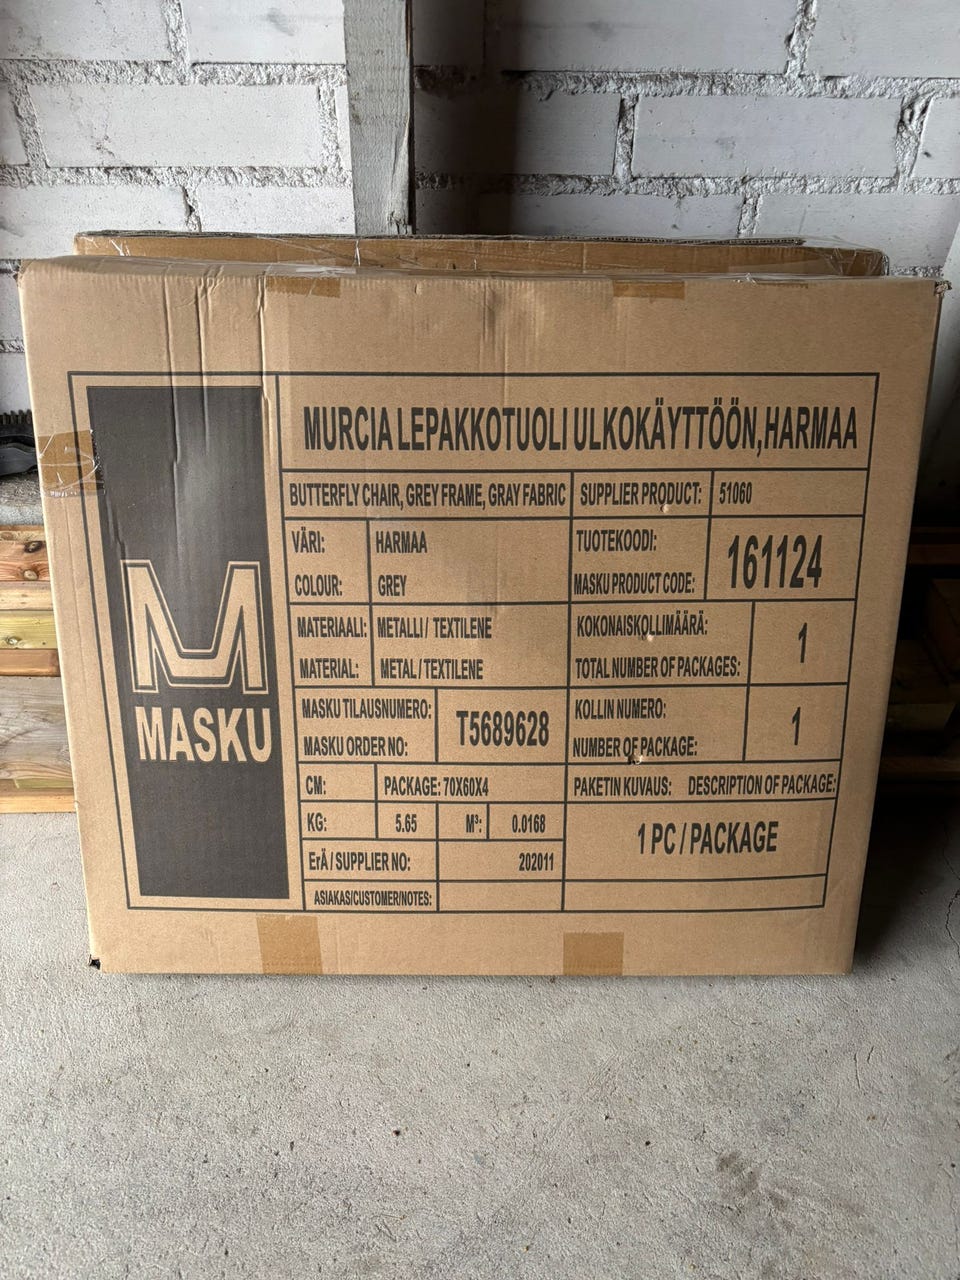 MURCIA LEPAKKOTUOLI ULKOKÄYTTÖÖN,HARMAA
BUTTERFLY CHAIR, GREY FRAME, GRAY FABRIC SUPPLIER PRODUCT: 51060
VÄRI: HARMAA
COLOUR: GREY
TUOTEKOODI:
MASKU PRODUCT CODE: 161124
MATERIAALI: METALLI / TEXTILENE
MATERIAL: METAL / TEXTILENE
KOKONAISKOLLIMÄÄRÄ:
TOTAL NUMBER OF PACKAGES: 1
MASKU TILAUSNUMERO:
MASKU ORDER NO: T5689628
KOLLIN NUMERO:
NUMBER OF PACKAGE: 1
CM: PACKAGE: 70X60X4
PAKETIN KUVAUS: DESCRIPTION OF PACKAGE:
KG: 5.65 M³: 0.0168
1 PC / PACKAGE
ErÄ / SUPPLIER NO: 202011
ASIAKAS/CUSTOMER/NOTES:
M
MASKU